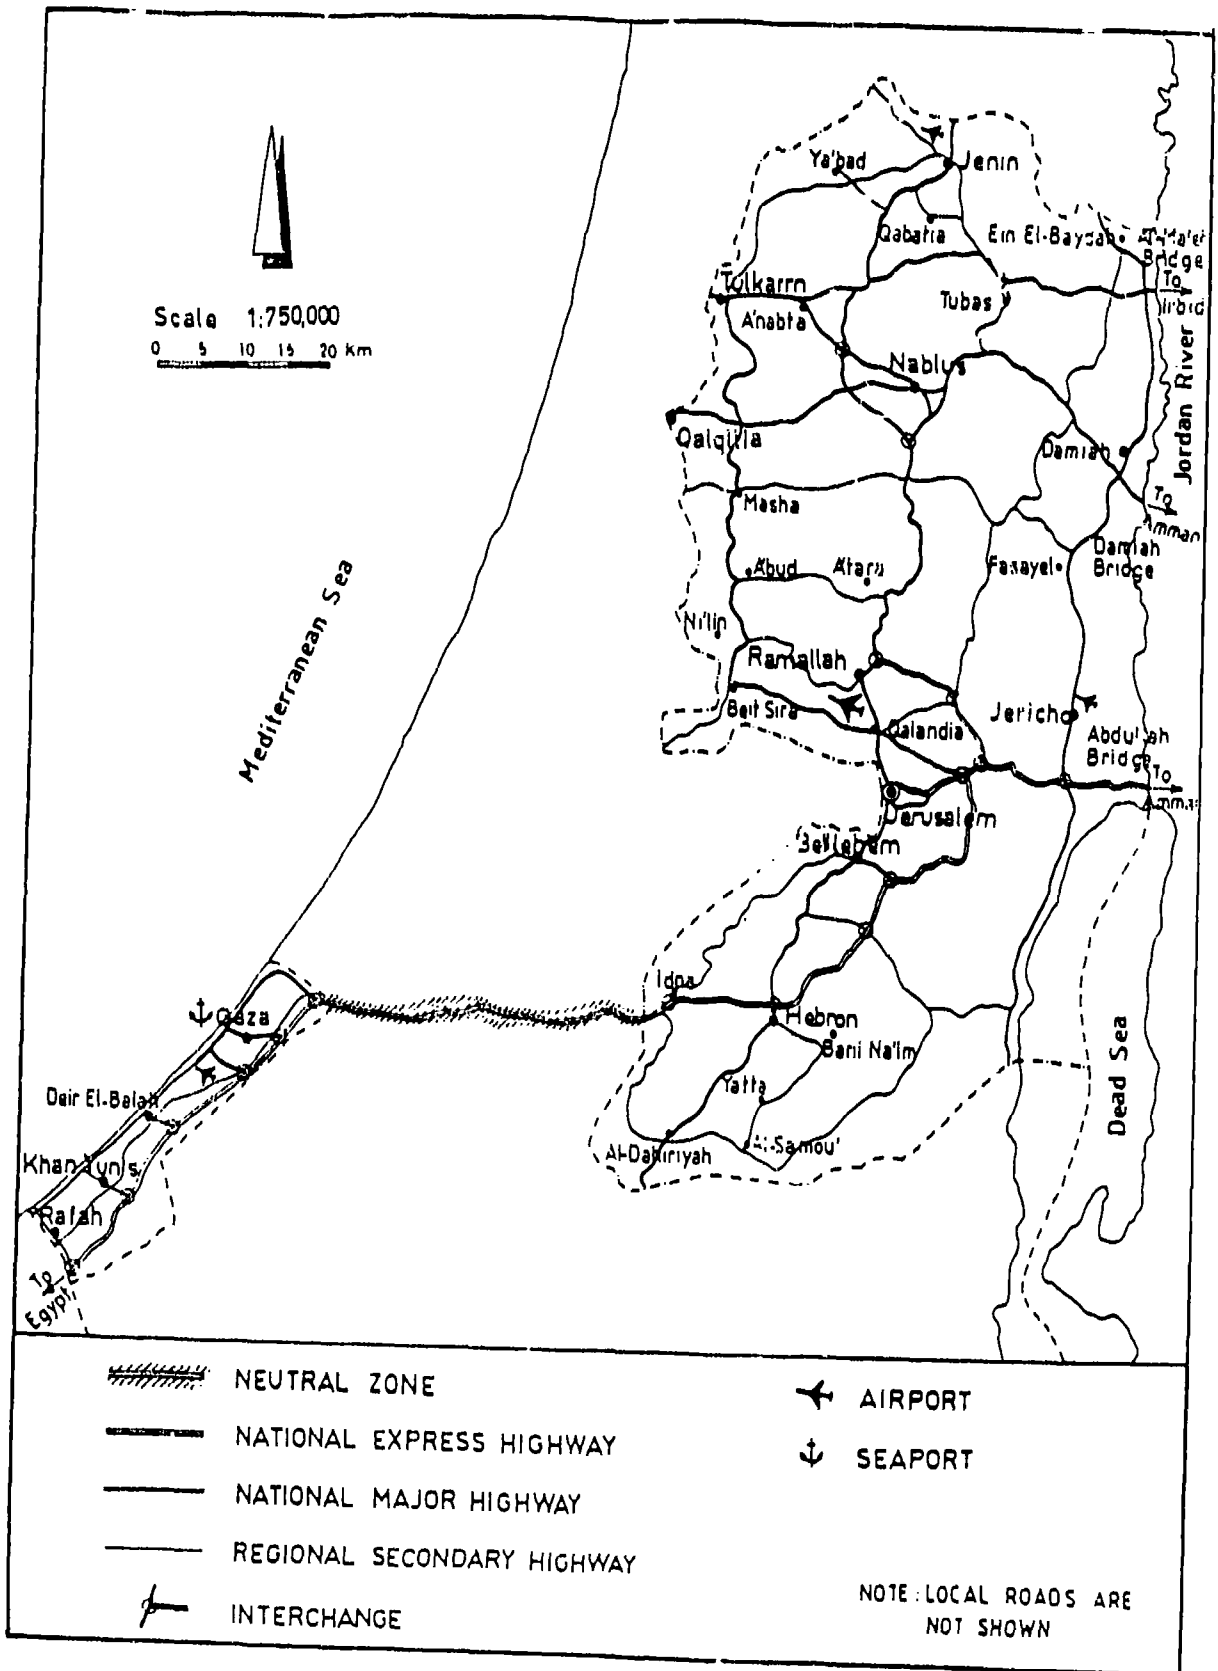 Scale 1:750,000
0 5 10 15 20 Km
Mediterranean Sea
Ya'bad
Jenin
Qabatia
Ein El-Baydah
Bridge
To
Irbid
Tulkarm
A'nabta
Tubas
Nablus
Jordan River
Qalqilia
Damiah
To
Amman
Masha
Damiah
Bridge
A'bud
Atara
Fasayel
Ni'lin
Ramallah
Beit Sira
Qalandia
Jericho
Abdullah
Bridge
To
Amman
Jerusalem
Idna
Hebron
Bani Na'im
Gaza
Yatta
Dead Sea
Deir El-Balah
Al-Dahiriyah
Al-Samou'
Khan Yunis
Rafah
To
Egypt
NEUTRAL ZONE
NATIONAL EXPRESS HIGHWAY
NATIONAL MAJOR HIGHWAY
REGIONAL SECONDARY HIGHWAY
INTERCHANGE
AIRPORT
SEAPORT
NOTE: LOCAL ROADS ARE
NOT SHOWN